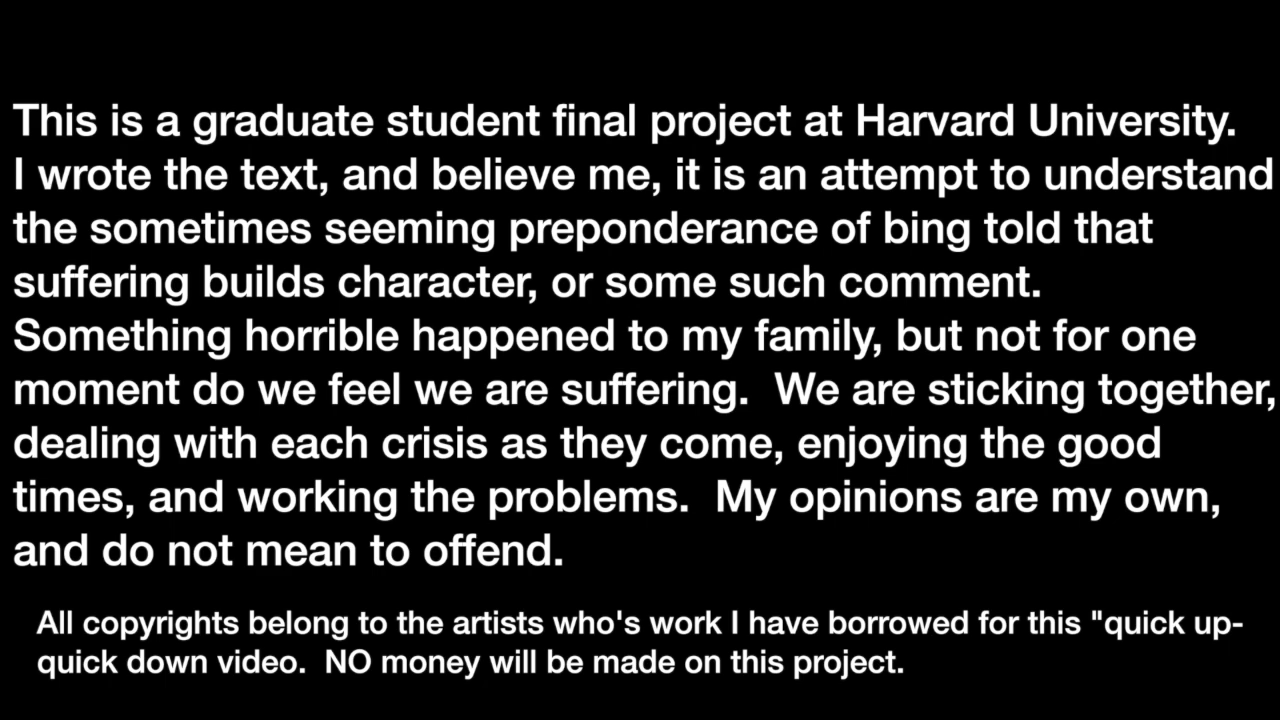 This is a graduate student final project at Harvard University.
I wrote the text, and believe me, it is an attempt to understand
the sometimes seeming preponderance of bing told that
suffering builds character, or some such comment.
Something horrible happened to my family, but not for one
moment do we feel we are suffering.  We are sticking together,
dealing with each crisis as they come, enjoying the good
times, and working the problems.  My opinions are my own,
and do not mean to offend.
All copyrights belong to the artists who's work I have borrowed for this "quick up-
quick down video.  NO money will be made on this project.